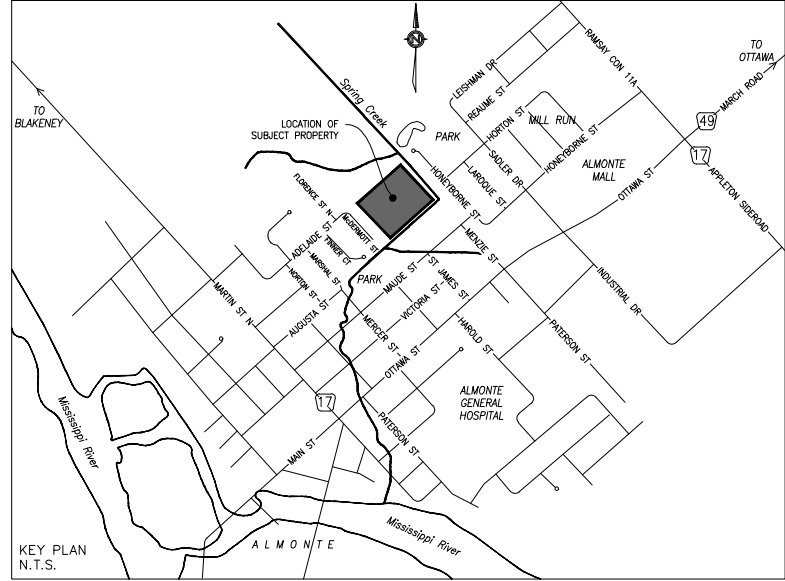 TO
BLAKENEY
Spring Creek
N
LOCATION OF
SUBJECT PROPERTY
LEISHMAN DR
REAUME ST
HORTON ST
MILL RUN
PARK
RAMSAY CON 11A
TO
OTTAWA
MARCH ROAD
49
17
APPLETON SIDEROAD
HONEYBORNE ST
SADLER DR
LAROQUE ST
HONEYBORNE ST
ALMONTE
MALL
OTTAWA ST
FLORENCE ST N
McDERMOTT ST
ADELAIDE ST
FINNER CT
MARSHAL ST
NORTON ST
ST
AUGUSTA
PARK
MAUDE ST
ST JAMES ST
VICTORIA ST
MENZIE ST
MERCER ST
OTTAWA ST
HAROLD ST
PATERSON ST
INDUSTRIAL DR
MARTIN ST N
17
ALMONTE
GENERAL
HOSPITAL
PATERSON ST
MAIN ST
Mississippi River
Mississippi River
ALMONTE
KEY PLAN
N.T.S.